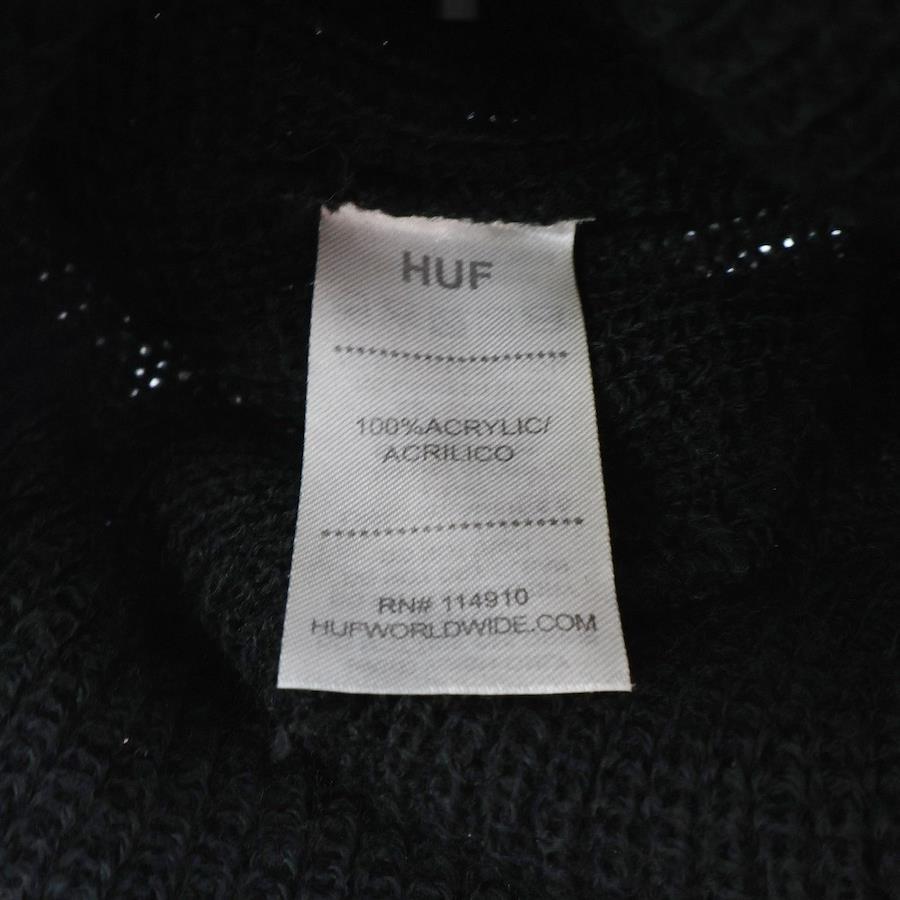 HUF
100%ACRYLIC/
ACRILICO
RN# 114910
HUFWORLDWIDE.COM